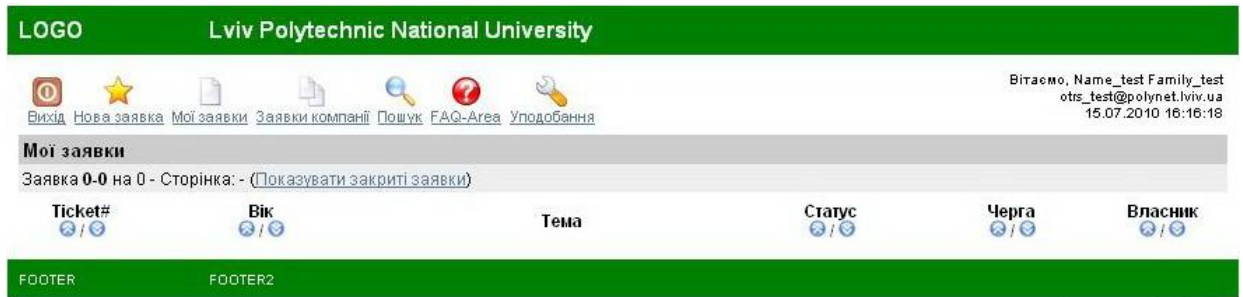 LOGO Lviv Polytechnic National University
Вітаємо, Name_test Family_test
otrs_test@polynet.lviv.ua
15.07.2010 16:16:18
Вихід Нова заявка Мої заявки Заявки компанії Пошук FAQ-Area Уподобання
Мої заявки
Заявка 0-0 на 0 - Сторінка: - (Показувати закриті заявки)
Ticket# Вік Тема Статус Черга Власник
/ / / / /
FOOTER FOOTER2